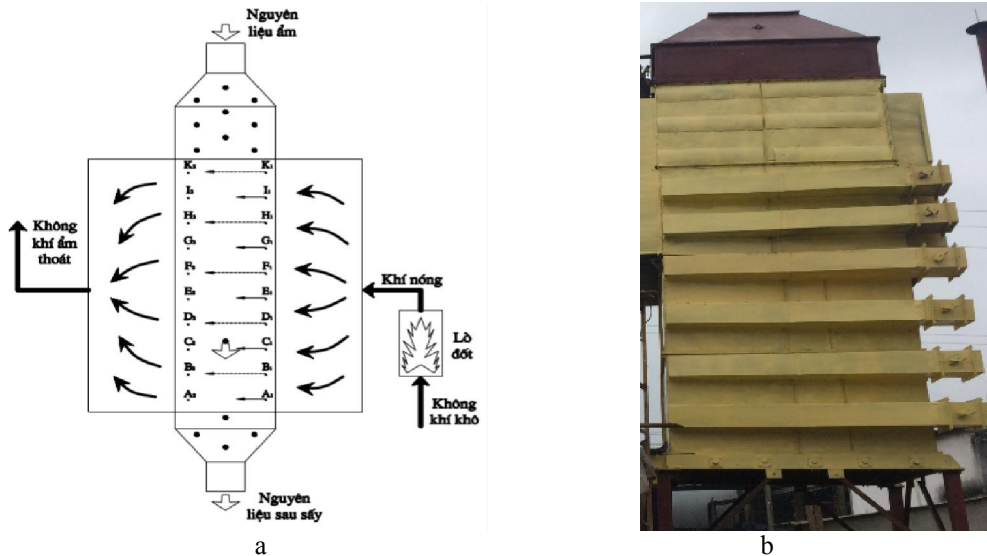 Nguyên
liệu ẩm
K₂ K₁
I₂ I₁
H₂ H₁
G₂ G₁
F₂ F₁
E₂ E₁
D₂ D₁
C₂ C₁
B₂ B₁
A₂ A₁
Không
khí ẩm
thoát
Khí nóng
Lò
đốt
Không
khí khô
Nguyên
liệu sau sấy
a
b